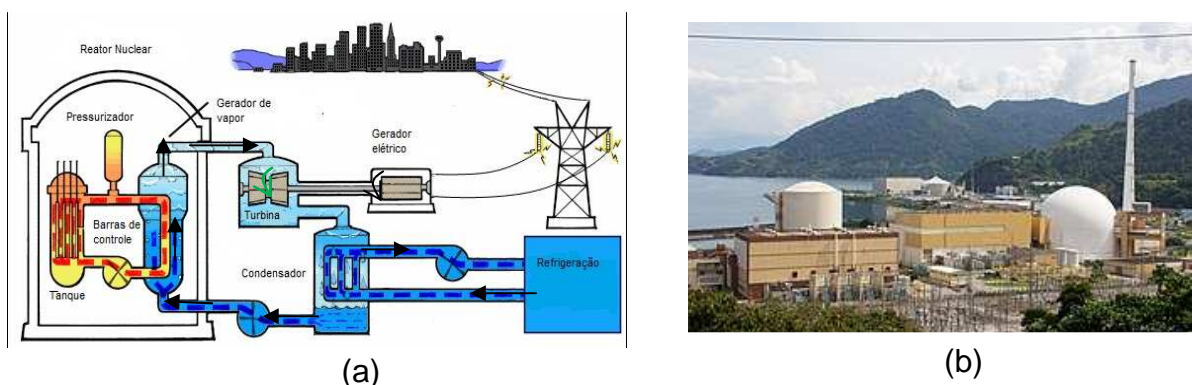 Reator Nuclear
Pressurizador
Gerador de
vapor
Gerador
elétrico
Turbina
Barras de
controle
Tanque
Condensador
Refrigeração
(a)
(b)